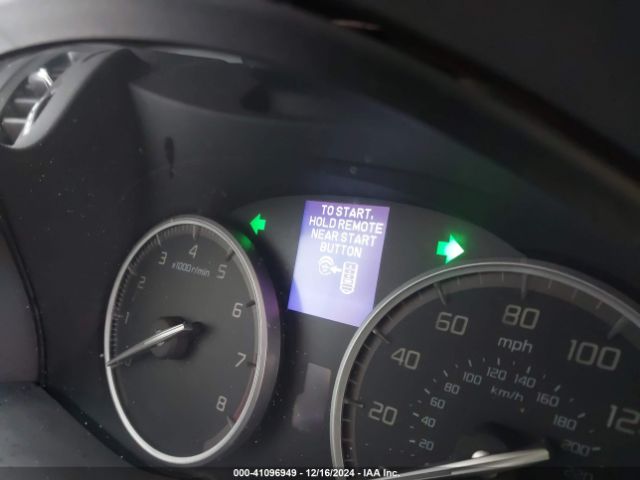 TO START,
HOLD REMOTE
NEAR START
BUTTON
1 2 3 4 5 6 7 8
x1000r/min
20 40 60 80 100
mph
20 40 60 80 100 120 140 160 180 200 220
km/h
000-41096949 - 12/16/2024 - IAA Inc.